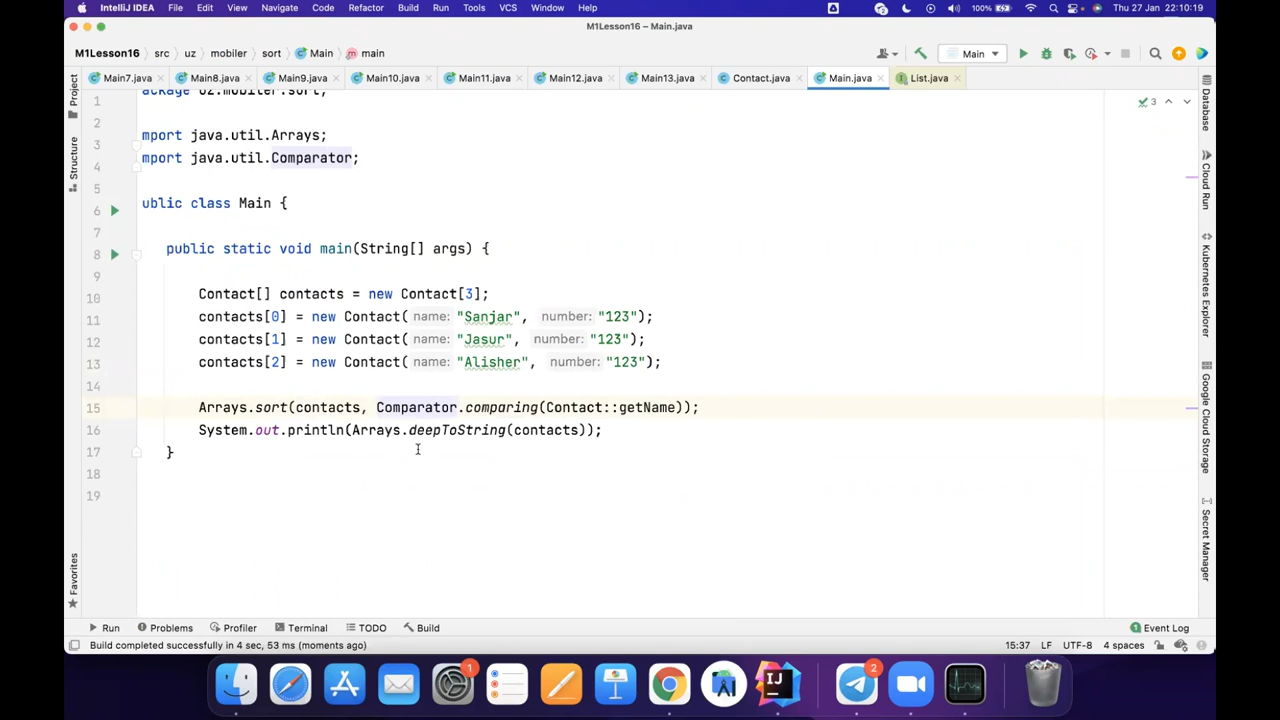 IntelliJ IDEA File Edit View Navigate Code Refactor Build Run Tools VCS Window Help 100% Thu 27 Jan 22:10:19
M1Lesson16 – Main.java
M1Lesson16 src uz mobiler sort Main main Main
Main7.java Main8.java Main9.java Main10.java Main11.java Main12.java Main13.java Contact.java Main.java List.java
1 ackage uz.mobiler.sort;
2
3 mport java.util.Arrays;
4 mport java.util.Comparator;
5
6 ublic class Main {
7
8 public static void main(String[] args) {
9
10 Contact[] contacts = new Contact[3];
11 contacts[0] = new Contact( name: "Sanjar", number: "123");
12 contacts[1] = new Contact( name: "Jasur", number: "123");
13 contacts[2] = new Contact( name: "Alisher", number: "123");
14
15 Arrays.sort(contacts, Comparator.comparing(Contact::getName));
16 System.out.println(Arrays.deepToString(contacts));
17 }
18
19
3
Project
Structure
Favorites
Database
Cloud Run
Kubernetes Explorer
Google Cloud Storage
Secret Manager
Run Problems Profiler Terminal TODO Build 1 Event Log
Build completed successfully in 4 sec, 53 ms (moments ago) 15:37 LF UTF-8 4 spaces
1 2